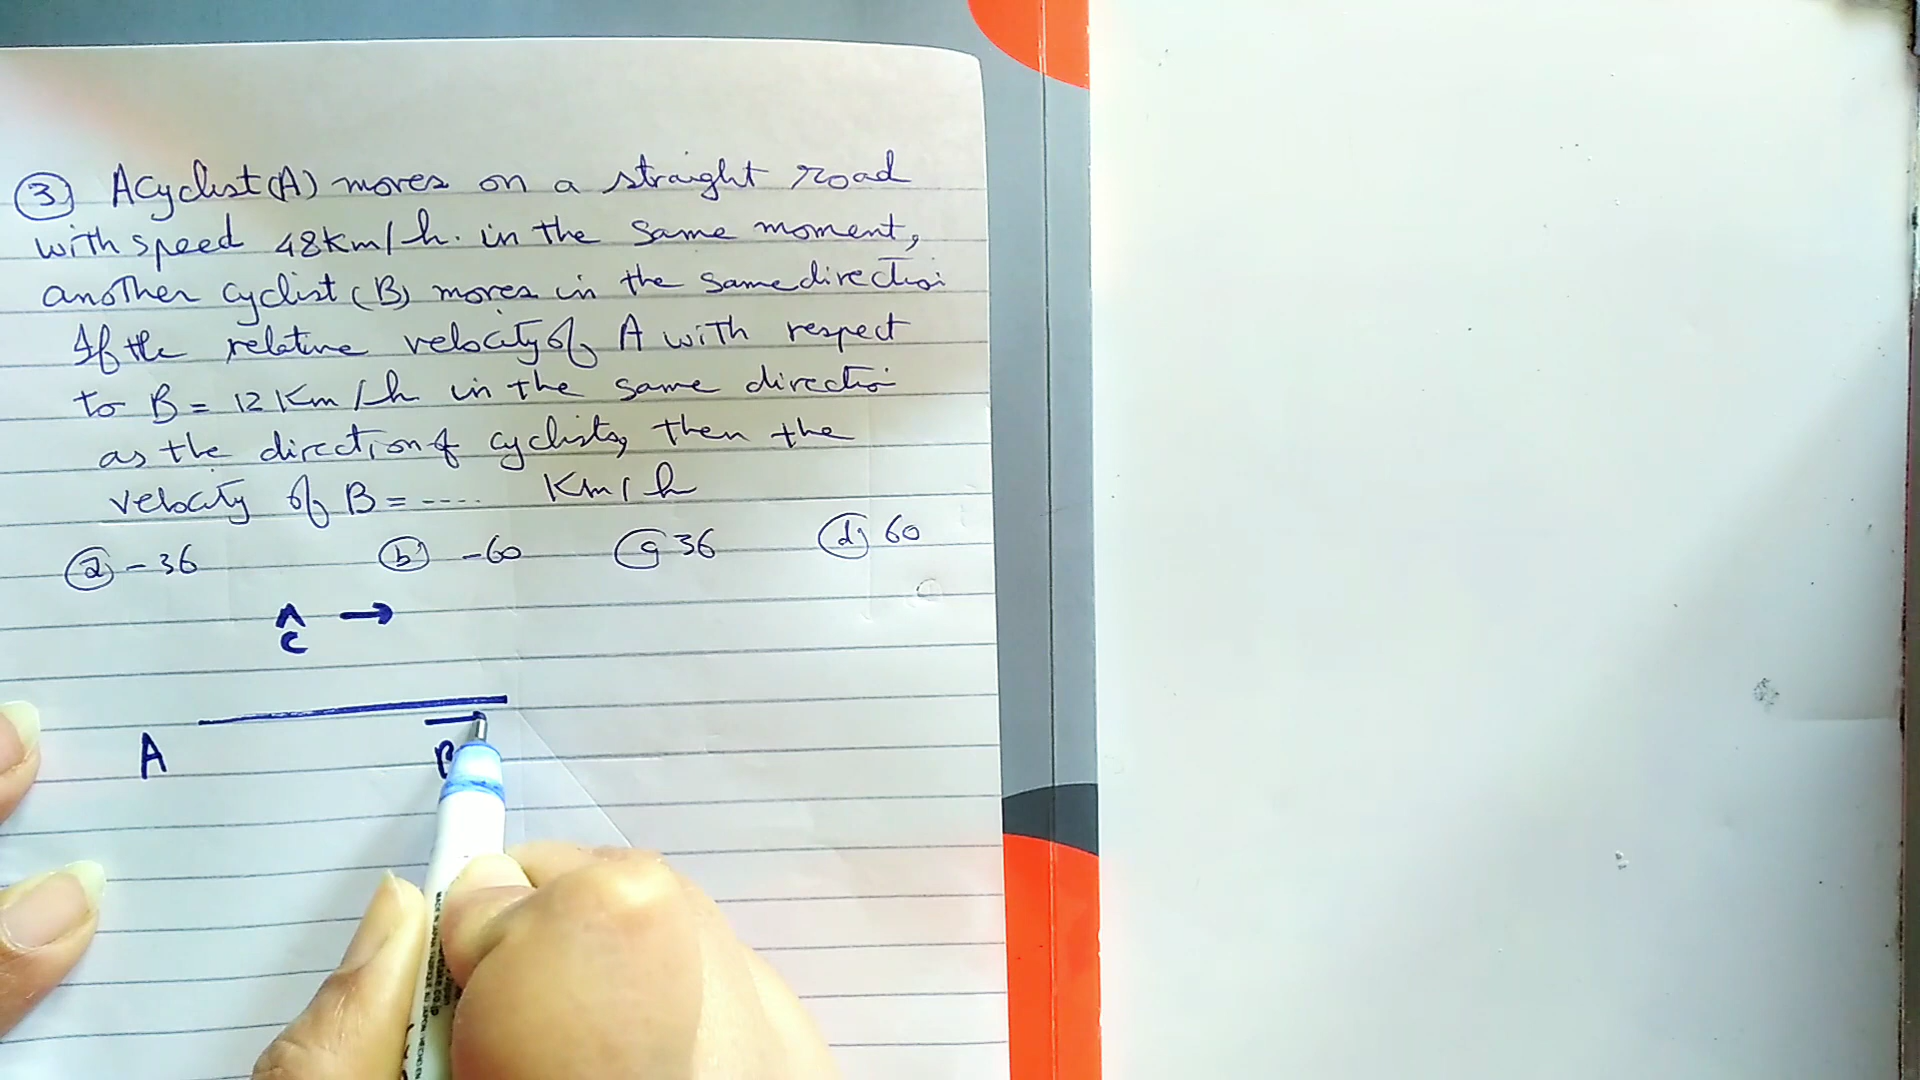 3 A Cyclist (A) moves on a straight road
with speed 48 Km/h. in the same moment,
another cyclist (B) moves in the same direction
If the relative velocity of A with respect
to B = 12 Km/h in the same direction
as the direction of cyclists, then the
velocity of B = ..... Km/h
a -36 b -60 c 36 d 60
ĉ →
A B